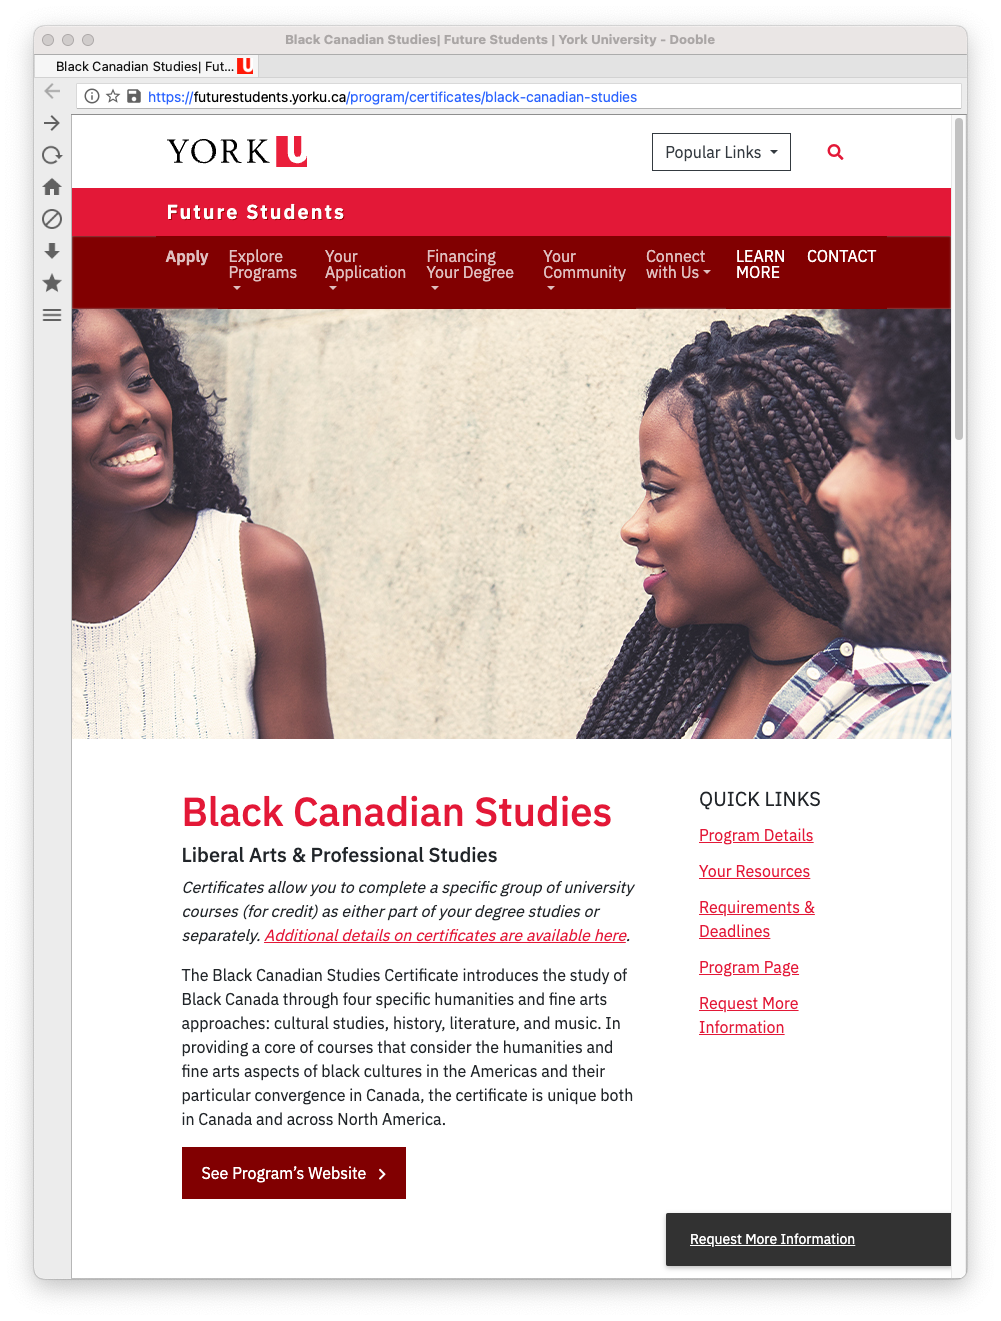 Black Canadian Studies| Future Students | York University - Dooble
Black Canadian Studies| Fut...
https://futurestudents.yorku.ca/program/certificates/black-canadian-studies
YORK U
Popular Links
Future Students
Apply
Explore
Programs
Your
Application
Financing
Your Degree
Your
Community
Connect
with Us
LEARN
MORE
CONTACT
Black Canadian Studies
Liberal Arts & Professional Studies
Certificates allow you to complete a specific group of university
courses (for credit) as either part of your degree studies or
separately. Additional details on certificates are available here.
The Black Canadian Studies Certificate introduces the study of
Black Canada through four specific humanities and fine arts
approaches: cultural studies, history, literature, and music. In
providing a core of courses that consider the humanities and
fine arts aspects of black cultures in the Americas and their
particular convergence in Canada, the certificate is unique both
in Canada and across North America.
See Program’s Website
QUICK LINKS
Program Details
Your Resources
Requirements &
Deadlines
Program Page
Request More
Information
Request More Information